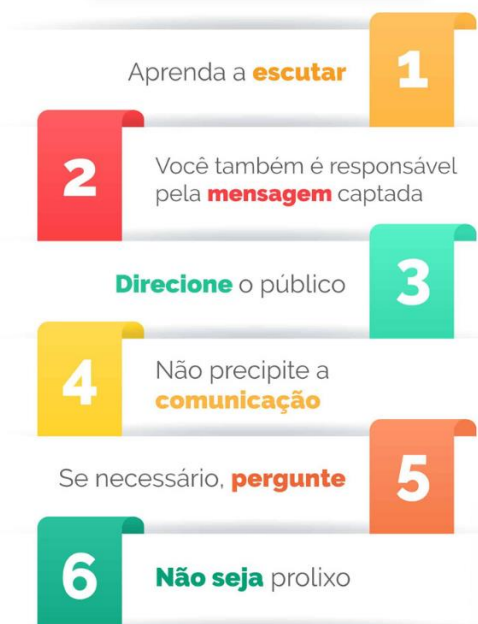 Aprenda a escutar
1
2
Você também é responsável
pela mensagem captada
Direcione o público
3
4
Não precipite a
comunicação
Se necessário, pergunte
5
6
Não seja prolixo